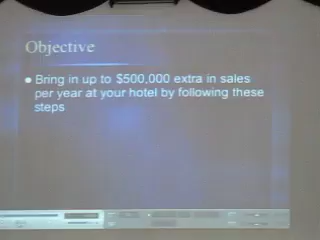 Objective
● Bring in up to $500,000 extra in sales
per year at your hotel by following these
steps